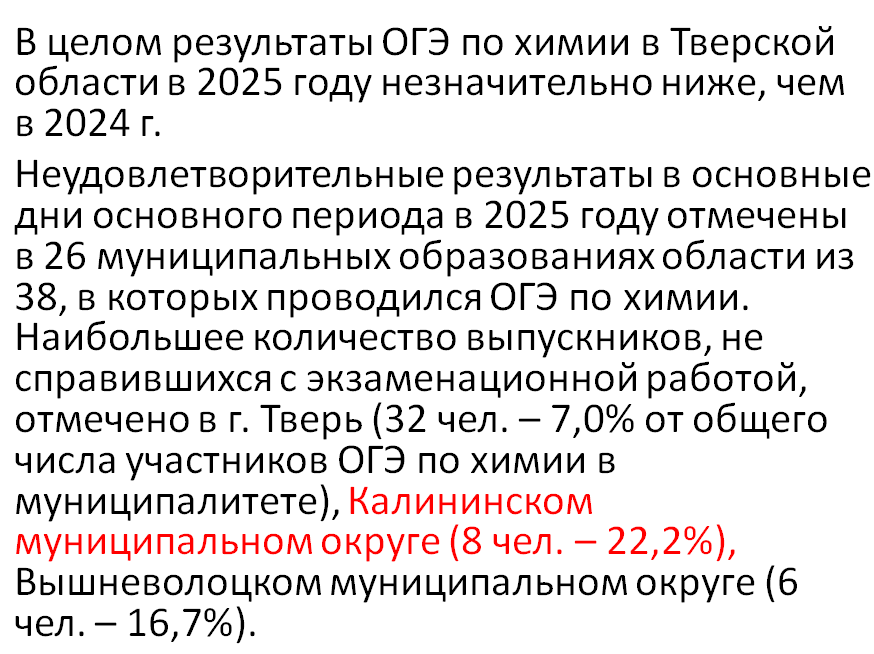 В целом результаты ОГЭ по химии в Тверской
области в 2025 году незначительно ниже, чем
в 2024 г.
Неудовлетворительные результаты в основные
дни основного периода в 2025 году отмечены
в 26 муниципальных образованиях области из
38, в которых проводился ОГЭ по химии.
Наибольшее количество выпускников, не
справившихся с экзаменационной работой,
отмечено в г. Тверь (32 чел. – 7,0% от общего
числа участников ОГЭ по химии в
муниципалитете), Калининском
муниципальном округе (8 чел. – 22,2%),
Вышневолоцком муниципальном округе (6
чел. – 16,7%).